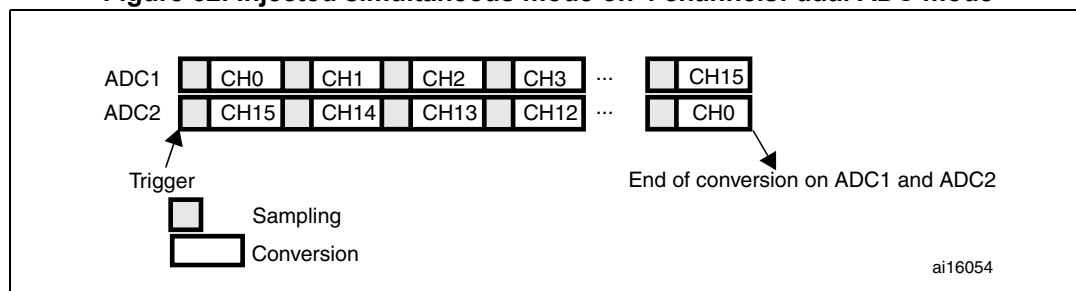 Figure 62. Injected simultaneous mode on 4 channels: dual ADC mode
ADC1 CH0 CH1 CH2 CH3 ... CH15
ADC2 CH15 CH14 CH13 CH12 ... CH0
Trigger
End of conversion on ADC1 and ADC2
Sampling
Conversion
ai16054